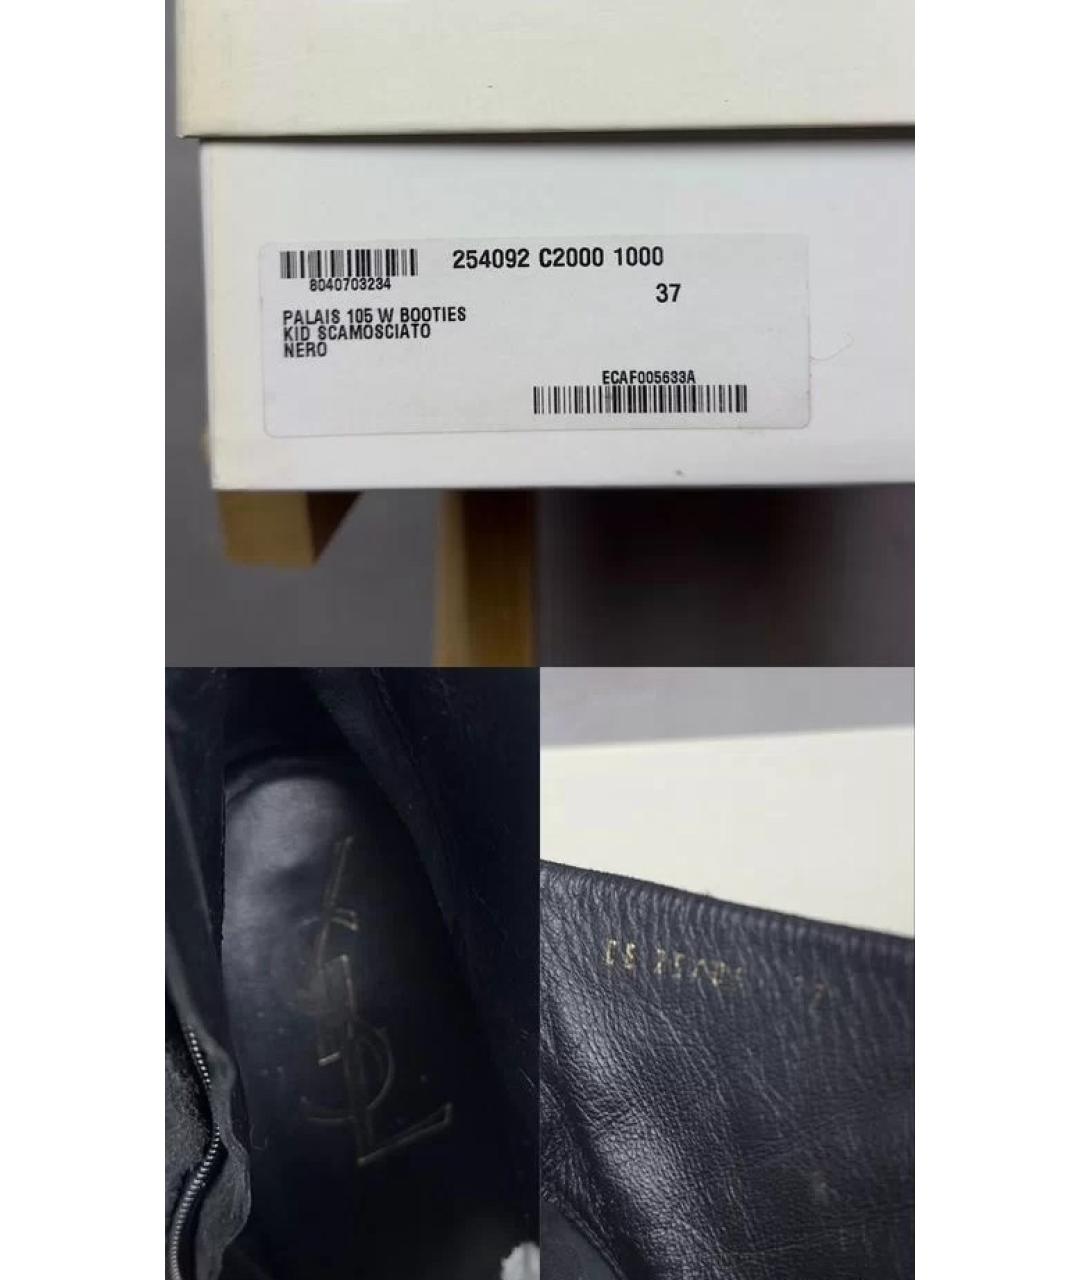 254092 C2000 1000
8040703234
37
PALAIS 105 W BOOTIES
KID SCAMOSCIATO
NERO
ECAF005633A
YSL